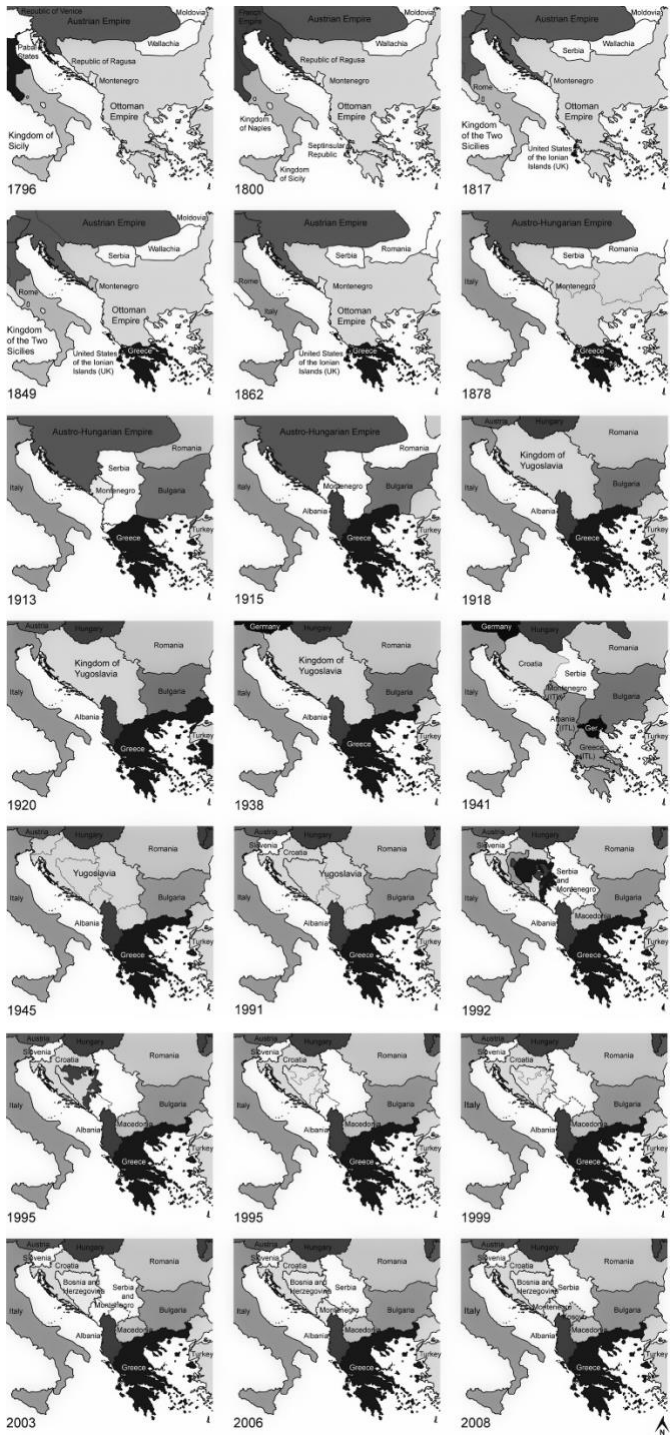 Republic of Venice
Austrian Empire
Moldovia
Papal
States
Wallachia
Republic of Ragusa
Montenegro
Ottoman
Empire
Kingdom of
Sicily
1796
French
Empire
Austrian Empire
Moldovia
Wallachia
Republic of Ragusa
Montenegro
Ottoman
Empire
Kingdom
of Naples
Septinsular
Republic
Kingdom
of Sicily
1800
Austrian Empire
Moldovia
Serbia
Wallachia
Montenegro
Rome
Ottoman
Empire
Kingdom of
the Two
Sicilies
United States
of the Ionian
Islands (UK)
1817
Austrian Empire
Moldovia
Serbia
Wallachia
Montenegro
Rome
Ottoman
Empire
Kingdom of
the Two
Sicilies
United States
of the Ionian
Islands (UK)
Greece
1849
Austrian Empire
Serbia
Romania
Montenegro
Rome
Italy
Ottoman
Empire
United States
of the Ionian
Islands (UK)
Greece
1862
Austro-Hungarian Empire
Serbia
Romania
Montenegro
Greece
1878
Austro-Hungarian Empire
Romania
Serbia
Italy
Montenegro
Bulgaria
Greece
Turkey
1913
Austro-Hungarian Empire
Romania
Montenegro
Bulgaria
Albania
Greece
1915
Austria
Hungary
Romania
Kingdom of
Yugoslavia
Italy
Bulgaria
Albania
Greece
Turkey
1918
Austria
Hungary
Romania
Kingdom of
Yugoslavia
Italy
Bulgaria
Albania
Greece
Turkey
1920
Germany
Hungary
Romania
Kingdom of
Yugoslavia
Italy
Bulgaria
Albania
Greece
Turkey
1938
Germany
Hungary
Romania
Croatia
Serbia
Italy
Montenegro
(ITL)
Bulgaria
Albania
(ITL)
Ger
Greece
(ITL)
Turkey
1941
Austria
Hungary
Romania
Yugoslavia
Italy
Bulgaria
Albania
Greece
Turkey
1945
Austria
Hungary
Slovenia
Croatia
Romania
Yugoslavia
Italy
Bulgaria
Albania
Greece
Turkey
1991
Austria
Hungary
Slovenia
Romania
Serbia
and
Montenegro
Italy
Bulgaria
Macedonia
Albania
Greece
Turkey
1992
Austria
Hungary
Slovenia
Croatia
Romania
Italy
Bulgaria
Albania
Macedonia
Greece
Turkey
1995
Austria
Hungary
Slovenia
Croatia
Romania
Italy
Bulgaria
Albania
Macedonia
Greece
Turkey
1995
Austria
Hungary
Slovenia
Croatia
Romania
Italy
Bulgaria
Albania
Macedonia
Greece
Turkey
1999
Austria
Hungary
Slovenia
Croatia
Romania
Bosnia and
Herzegovina
Serbia
and
Montenegro
Italy
Bulgaria
Albania
Macedonia
Greece
Turkey
2003
Austria
Hungary
Slovenia
Croatia
Romania
Bosnia and
Herzegovina
Serbia
Montenegro
Italy
Bulgaria
Albania
Macedonia
Greece
Turkey
2006
Austria
Hungary
Slovenia
Croatia
Romania
Bosnia and
Herzegovina
Serbia
Montenegro
Kosovo
Italy
Bulgaria
Albania
Macedonia
Greece
Turkey
2008
N